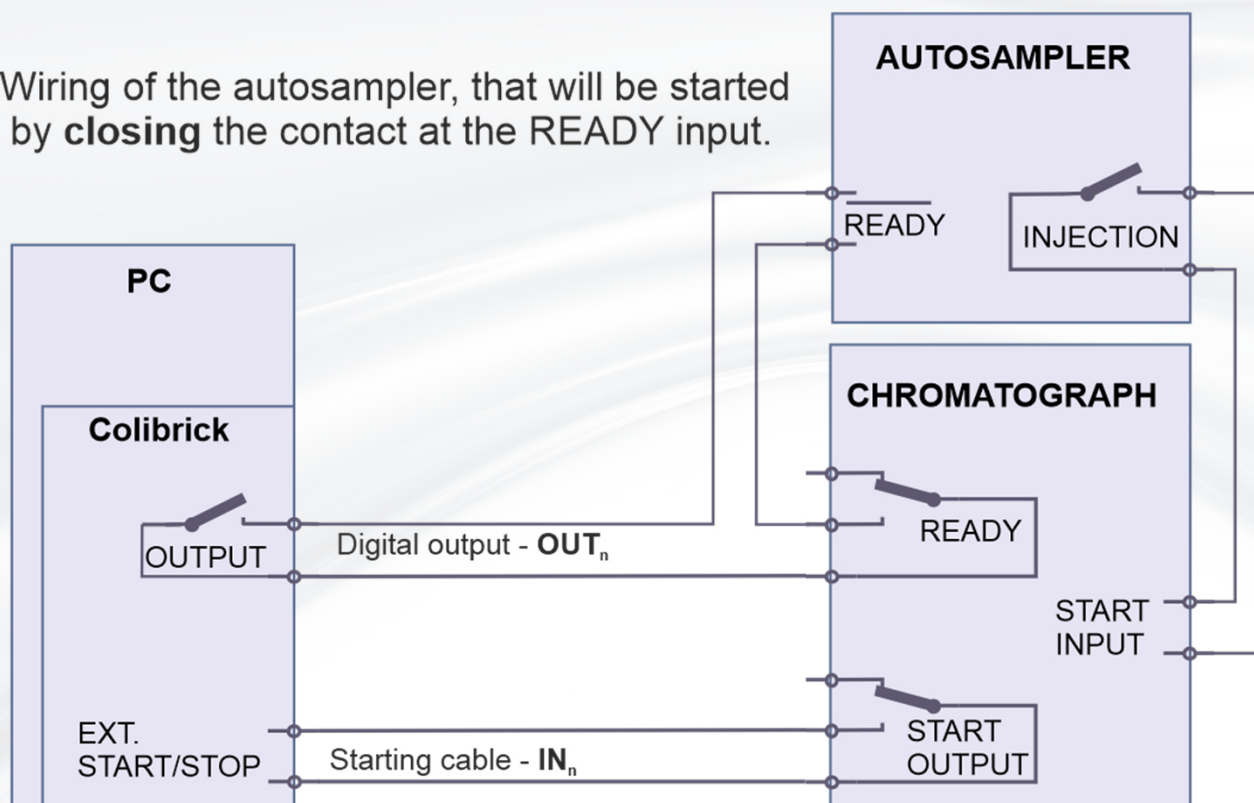 Wiring of the autosampler, that will be started
by closing the contact at the READY input.
AUTOSAMPLER
READY
INJECTION
PC
Colibrick
OUTPUT
Digital output - OUTn
CHROMATOGRAPH
READY
START
INPUT
EXT.
START/STOP
Starting cable - INn
START
OUTPUT